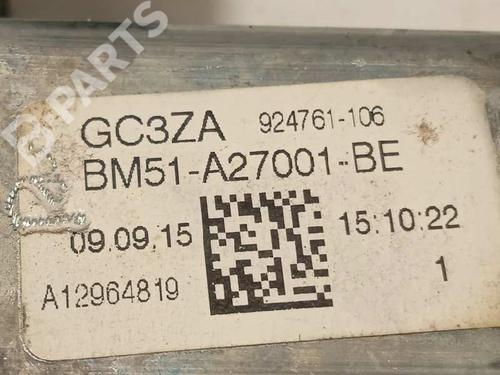 B-PARTS
GC3ZA 924761-106
BM51-A27001-BE
09.09.15 15:10:22
A12964819 1